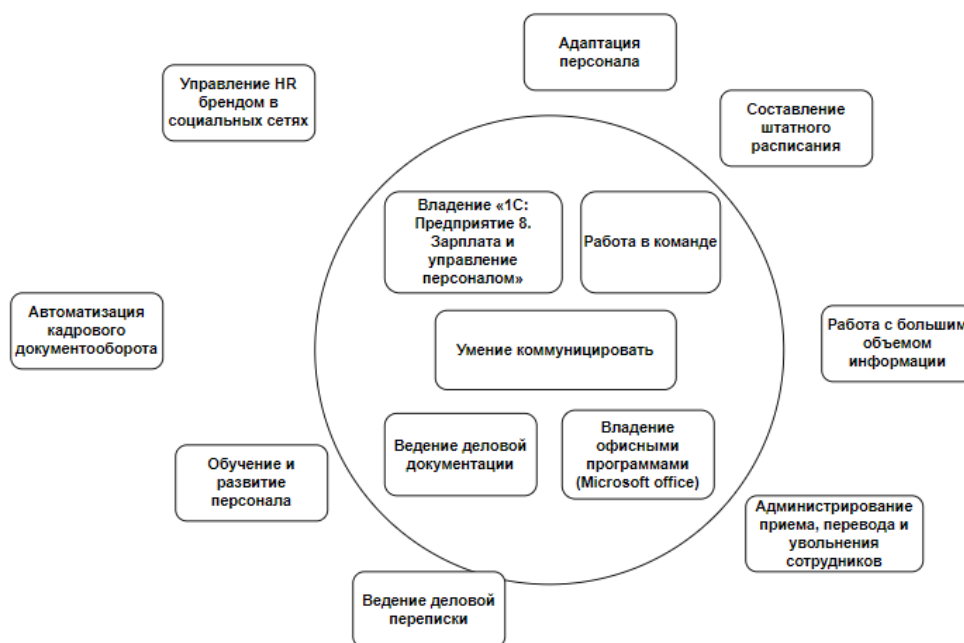 Адаптация
персонала
Управление HR
брендом в
социальных сетях
Составление
штатного
расписания
Владение «1С:
Предприятие 8.
Зарплата и
управление
персоналом»
Работа в команде
Автоматизация
кадрового
документооборота
Умение коммуницировать
Работа с большим
объемом
информации
Ведение деловой
документации
Владение
офисными
программами
(Microsoft office)
Обучение и
развитие
персонала
Администрирование
приема, перевода и
увольнения
сотрудников
Ведение деловой
переписки